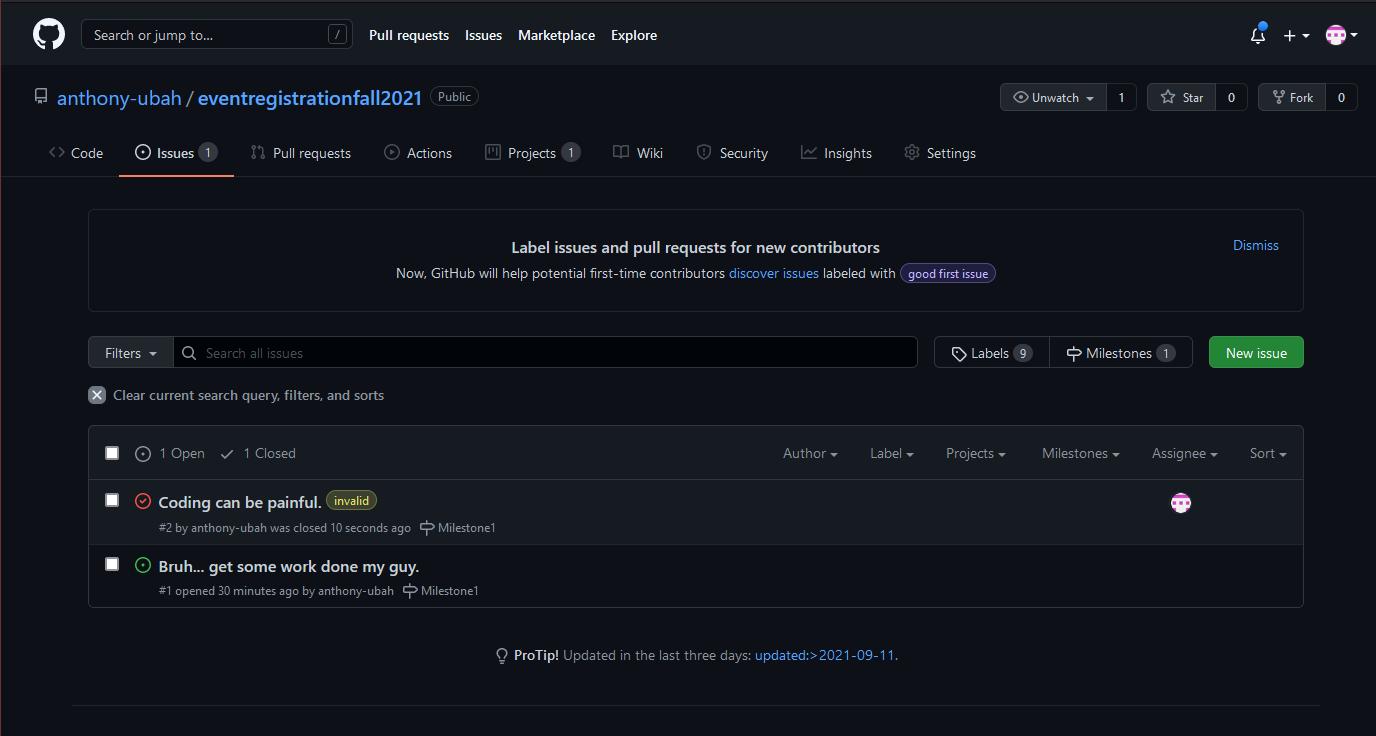 Search or jump to... / Pull requests Issues Marketplace Explore
anthony-ubah / eventregistrationfall2021 Public Unwatch 1 Star 0 Fork 0
Code Issues 1 Pull requests Actions Projects 1 Wiki Security Insights Settings
Label issues and pull requests for new contributors Dismiss
Now, GitHub will help potential first-time contributors discover issues labeled with good first issue
Filters Search all issues Labels 9 Milestones 1 New issue
Clear current search query, filters, and sorts
1 Open 1 Closed Author Label Projects Milestones Assignee Sort
Coding can be painful. invalid
#2 by anthony-ubah was closed 10 seconds ago Milestone1
Bruh... get some work done my guy.
#1 opened 30 minutes ago by anthony-ubah Milestone1
ProTip! Updated in the last three days: updated:>2021-09-11.